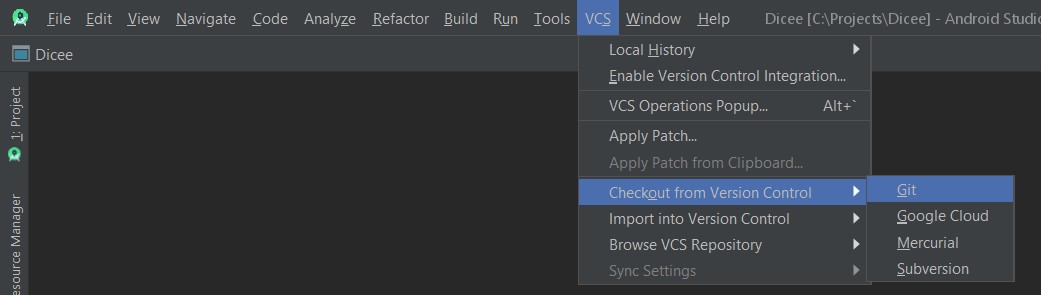 File Edit View Navigate Code Analyze Refactor Build Run Tools VCS Window Help Dicee [C:\Projects\Dicee] - Android Studio
Dicee
1: Project
esource Manager
Local History
Enable Version Control Integration...
VCS Operations Popup... Alt+`
Apply Patch...
Apply Patch from Clipboard...
Checkout from Version Control
Import into Version Control
Browse VCS Repository
Sync Settings
Git
Google Cloud
Mercurial
Subversion